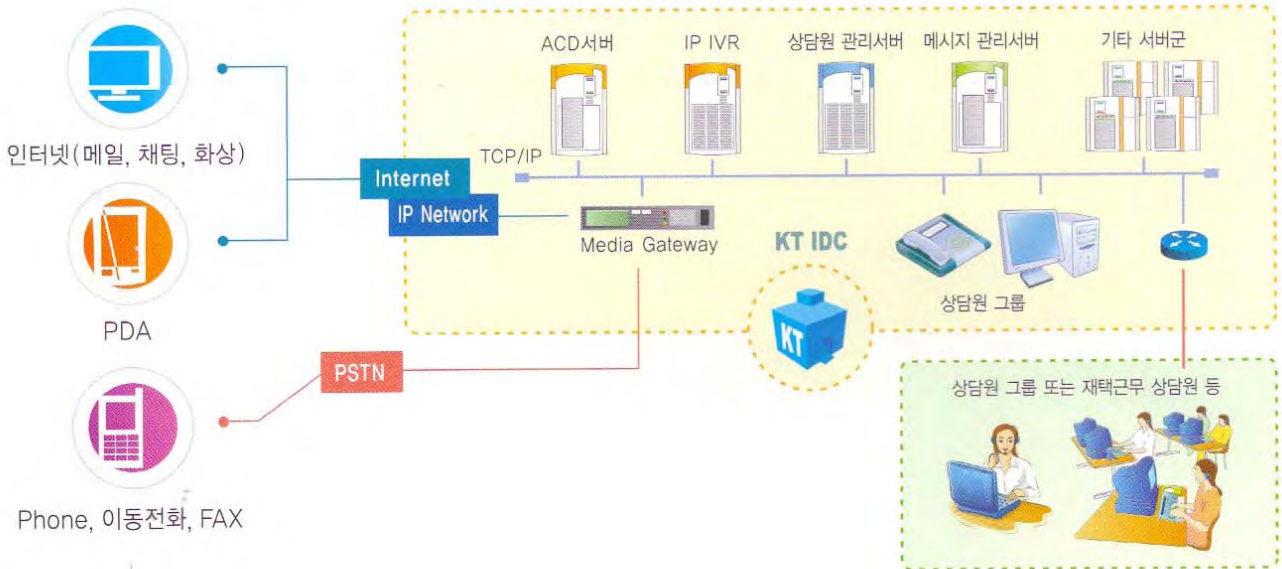 ACD서버
IP IVR
상담원 관리서버
메시지 관리서버
기타 서버군
인터넷(메일, 채팅, 화상)
TCP/IP
Internet
IP Network
Media Gateway
KT IDC
상담원 그룹
PDA
KT
PSTN
상담원 그룹 또는 재택근무 상담원 등
Phone, 이동전화, FAX